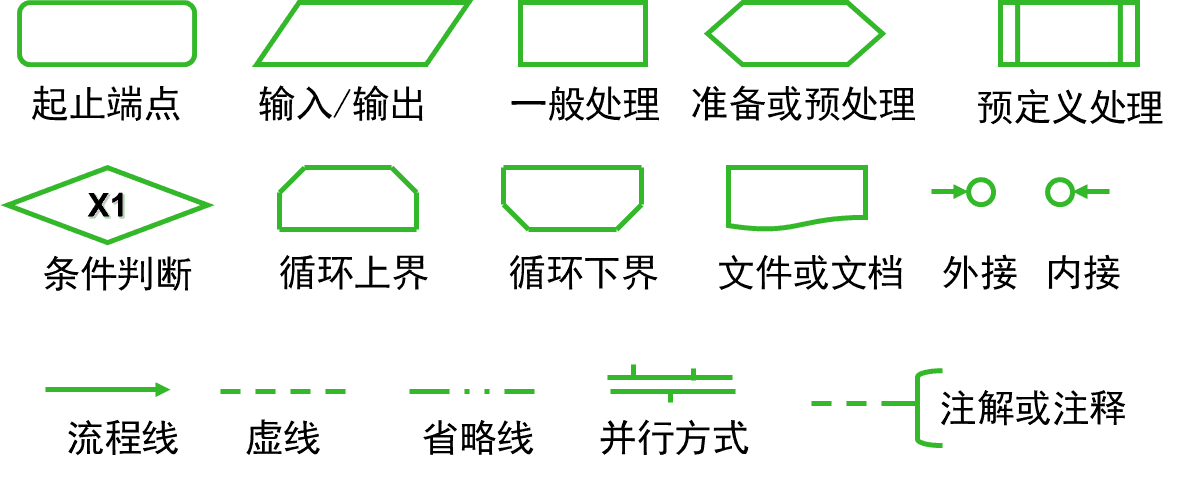 起止端点 输入/输出 一般处理 准备或预处理 预定义处理
X1
条件判断 循环上界 循环下界 文件或文档 外接 内接
注解或注释
流程线 虚线 省略线 并行方式